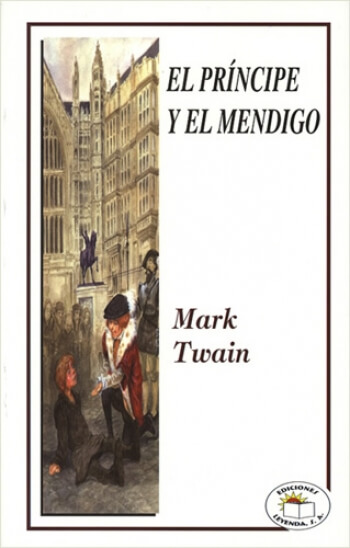 EL PRÍNCIPE
Y EL MENDIGO
Mark
Twain
EDICIONES
LEYENDA, S. A.